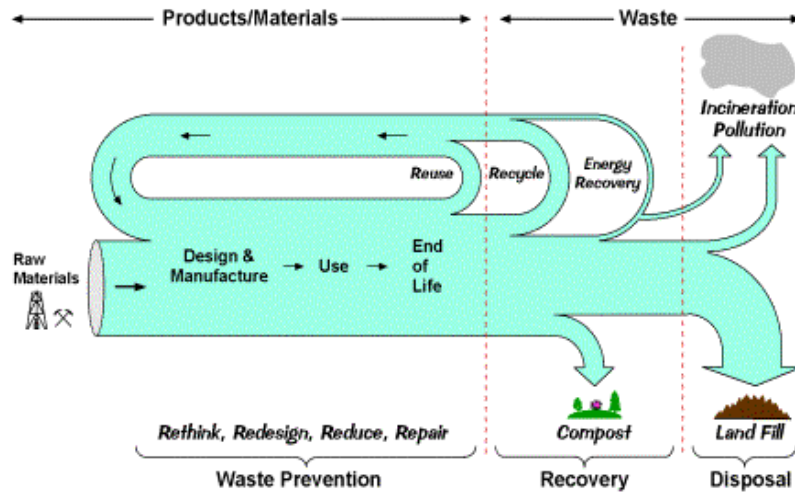 Products/Materials
Waste
Incineration
Pollution
Reuse
Recycle
Energy
Recovery
Raw
Materials
Design &
Manufacture
Use
End
of
Life
Rethink, Redesign, Reduce, Repair
Compost
Land Fill
Waste Prevention
Recovery
Disposal